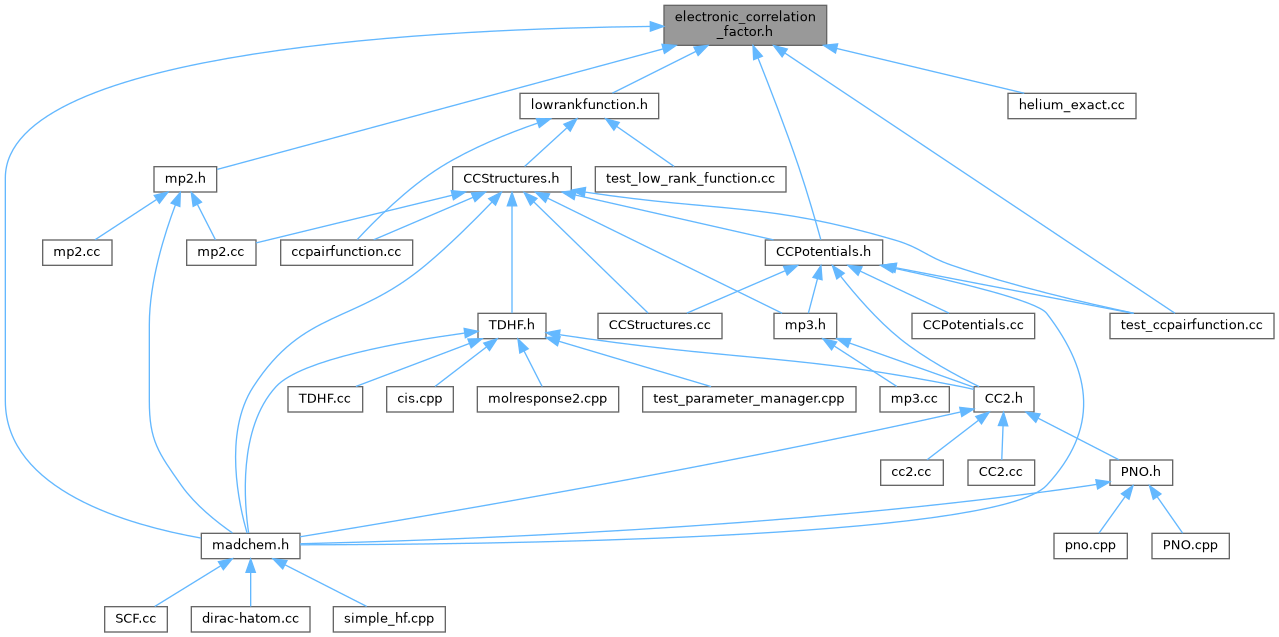 electronic_correlation
_factor.h
lowrankfunction.h
helium_exact.cc
mp2.h
CCStructures.h
test_low_rank_function.cc
mp2.cc
mp2.cc
ccpairfunction.cc
CCPotentials.h
TDHF.h
CCStructures.cc
mp3.h
CCPotentials.cc
test_ccpairfunction.cc
TDHF.cc
cis.cpp
molresponse2.cpp
test_parameter_manager.cpp
mp3.cc
CC2.h
cc2.cc
CC2.cc
PNO.h
madchem.h
pno.cpp
PNO.cpp
SCF.cc
dirac-hatom.cc
simple_hf.cpp